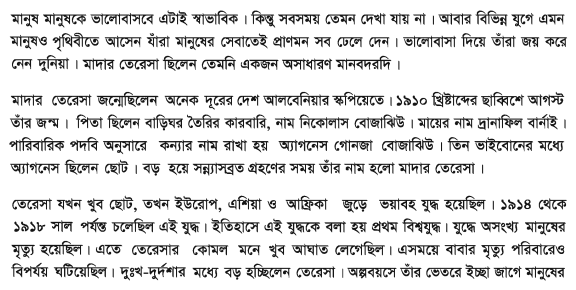 মানুষ মানুষকে ভালোবাসবে এটাই স্বাভাবিক। কিন্তু সবসময় তেমন দেখা যায় না। আবার বিভিন্ন যুগে এমন
মানুষও পৃথিবীতে আসেন যাঁরা মানুষের সেবাতেই প্রাণমন সব ঢেলে দেন। ভালোবাসা দিয়ে তাঁরা জয় করে
নেন দুনিয়া। মাদার তেরেসা ছিলেন তেমনি একজন অসাধারণ মানবদরদি।
মাদার তেরেসা জন্মেছিলেন অনেক দূরের দেশ আলবেনিয়ার স্কপিয়েতে। ১৯১০ খ্রিষ্টাব্দের ছাব্বিশে আগস্ট
তাঁর জন্ম। পিতা ছিলেন বাড়িঘর তৈরির কারবারি, নাম নিকোলাস বোজাঝিউ। মায়ের নাম দ্রানাফিল বার্নাই।
পারিবারিক পদবি অনুসারে কন্যার নাম রাখা হয় অ্যাগনেস গোনজা বোজাঝিউ। তিন ভাইবোনের মধ্যে
অ্যাগনেস ছিলেন ছোট। বড় হয়ে সন্ন্যাসব্রত গ্রহণের সময় তাঁর নাম হলো মাদার তেরেসা।
তেরেসা যখন খুব ছোট, তখন ইউরোপ, এশিয়া ও আফ্রিকা জুড়ে ভয়াবহ যুদ্ধ হয়েছিল। ১৯১৪ থেকে
১৯১৮ সাল পর্যন্ত চলেছিল এই যুদ্ধ। ইতিহাসে এই যুদ্ধকে বলা হয় প্রথম বিশ্বযুদ্ধ। যুদ্ধে অসংখ্য মানুষের
মৃত্যু হয়েছিল। এতে তেরেসার কোমল মনে খুব আঘাত লেগেছিল। এসময়ে বাবার মৃত্যু পরিবারেও
বিপর্যয় ঘটিয়েছিল। দুঃখ-দুর্দশার মধ্যে বড় হচ্ছিলেন তেরেসা। অল্পবয়সে তাঁর ভেতরে ইচ্ছা জাগে মানুষের